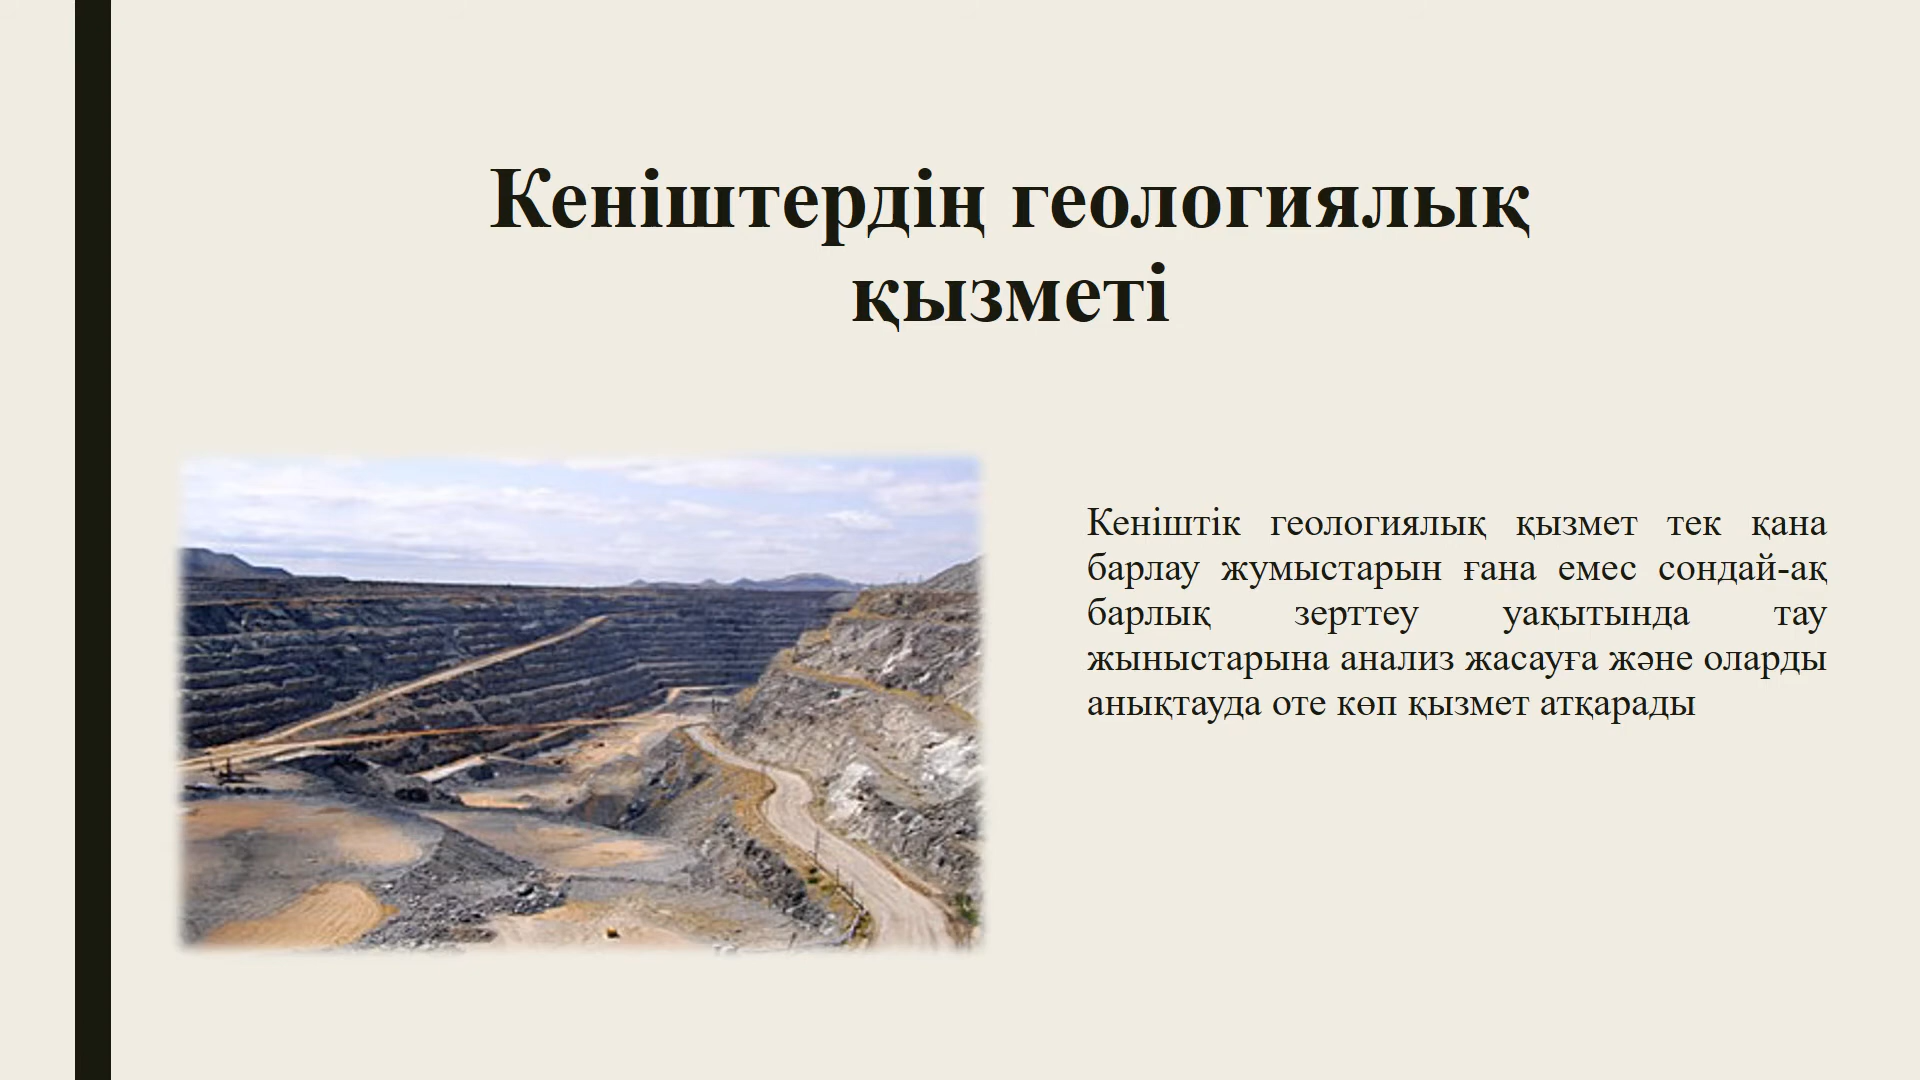 Кеніштердің геологиялық
қызметі
Кеніштік геологиялық қызмет тек қана
барлау жумыстарын ғана емес сондай-ақ
барлық зерттеу уақытында тау
жыныстарына анализ жасауға және оларды
анықтауда оте көп қызмет атқарады